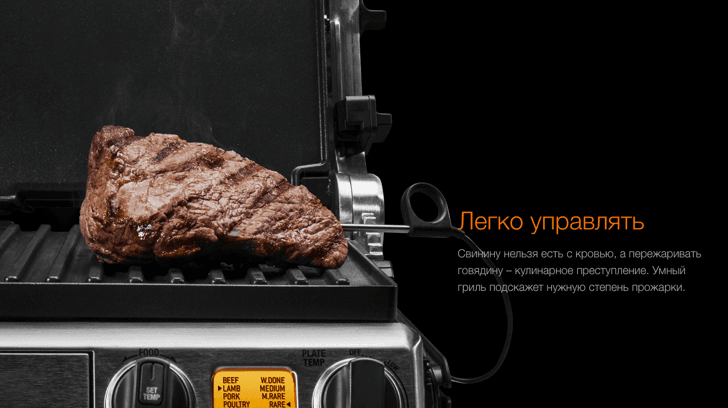 Легко управлять
Свинину нельзя есть с кровью, а пережаривать
говядину – кулинарное преступление. Умный
гриль подскажет нужную степень прожарки.
FOOD
SET
TEMP
BEEF W.DONE
LAMB MEDIUM
PORK M.RARE
POULTRY RARE
PLATE
TEMP
OFF